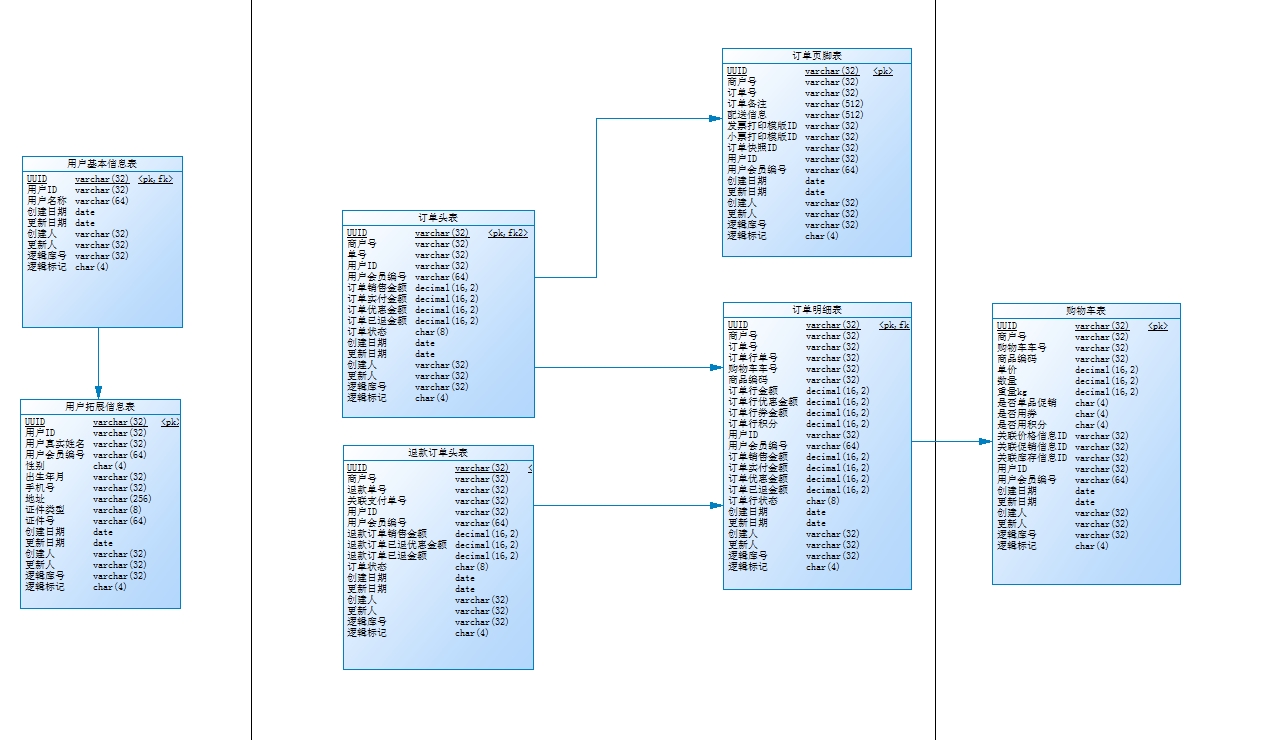 用户基本信息表
UUID varchar(32) <pk,fk>
用户ID varchar(32)
用户名称 varchar(64)
创建日期 date
更新日期 date
创建人 varchar(32)
更新人 varchar(32)
逻辑库号 varchar(32)
逻辑标记 char(4)
用户拓展信息表
UUID varchar(32) <pk>
用户ID varchar(32)
用户真实姓名 varchar(32)
用户会员编号 varchar(64)
性别 char(4)
出生年月 varchar(32)
手机号 varchar(32)
地址 varchar(256)
证件类型 varchar(8)
证件号 varchar(64)
创建日期 date
更新日期 date
创建人 varchar(32)
更新人 varchar(32)
逻辑库号 varchar(32)
逻辑标记 char(4)
订单头表
UUID varchar(32) <pk,fk2>
商户号 varchar(32)
单号 varchar(32)
用户ID varchar(32)
用户会员编号 varchar(64)
订单销售金额 decimal(16,2)
订单实付金额 decimal(16,2)
订单优惠金额 decimal(16,2)
订单已退金额 decimal(16,2)
订单状态 char(8)
创建日期 date
更新日期 date
创建人 varchar(32)
更新人 varchar(32)
逻辑库号 varchar(32)
逻辑标记 char(4)
退款订单头表
UUID varchar(32) <
商户号 varchar(32)
退款单号 varchar(32)
关联支付单号 varchar(32)
用户ID varchar(32)
用户会员编号 varchar(64)
退款订单销售金额 decimal(16,2)
退款订单已退优惠金额 decimal(16,2)
退款订单已退金额 decimal(16,2)
订单状态 char(8)
创建日期 date
更新日期 date
创建人 varchar(32)
更新人 varchar(32)
逻辑库号 varchar(32)
逻辑标记 char(4)
订单页脚表
UUID varchar(32) <pk>
商户号 varchar(32)
订单号 varchar(32)
订单备注 varchar(512)
配送信息 varchar(512)
发票打印模版ID varchar(32)
小票打印模版ID varchar(32)
订单快照ID varchar(32)
用户ID varchar(32)
用户会员编号 varchar(64)
创建日期 date
更新日期 date
创建人 varchar(32)
更新人 varchar(32)
逻辑库号 varchar(32)
逻辑标记 char(4)
订单明细表
UUID varchar(32) <pk,fk
商户号 varchar(32)
订单号 varchar(32)
订单行单号 varchar(32)
购物车车号 varchar(32)
商品编码 varchar(32)
订单行金额 decimal(16,2)
订单行优惠金额 decimal(16,2)
订单行券金额 decimal(16,2)
订单行积分 decimal(16,2)
用户ID varchar(32)
用户会员编号 varchar(64)
订单销售金额 decimal(16,2)
订单实付金额 decimal(16,2)
订单优惠金额 decimal(16,2)
订单已退金额 decimal(16,2)
订单行状态 char(8)
创建日期 date
更新日期 date
创建人 varchar(32)
更新人 varchar(32)
逻辑库号 varchar(32)
逻辑标记 char(4)
购物车表
UUID varchar(32) <pk>
商户号 varchar(32)
购物车车号 varchar(32)
商品编码 varchar(32)
单价 decimal(16,2)
数量 decimal(16,2)
重量kg decimal(16,2)
是否单品促销 char(4)
是否用券 char(4)
是否用积分 char(4)
关联价格信息ID varchar(32)
关联促销信息ID varchar(32)
关联库存信息ID varchar(32)
用户ID varchar(32)
用户会员编号 varchar(64)
创建日期 date
更新日期 date
创建人 varchar(32)
更新人 varchar(32)
逻辑库号 varchar(32)
逻辑标记 char(4)